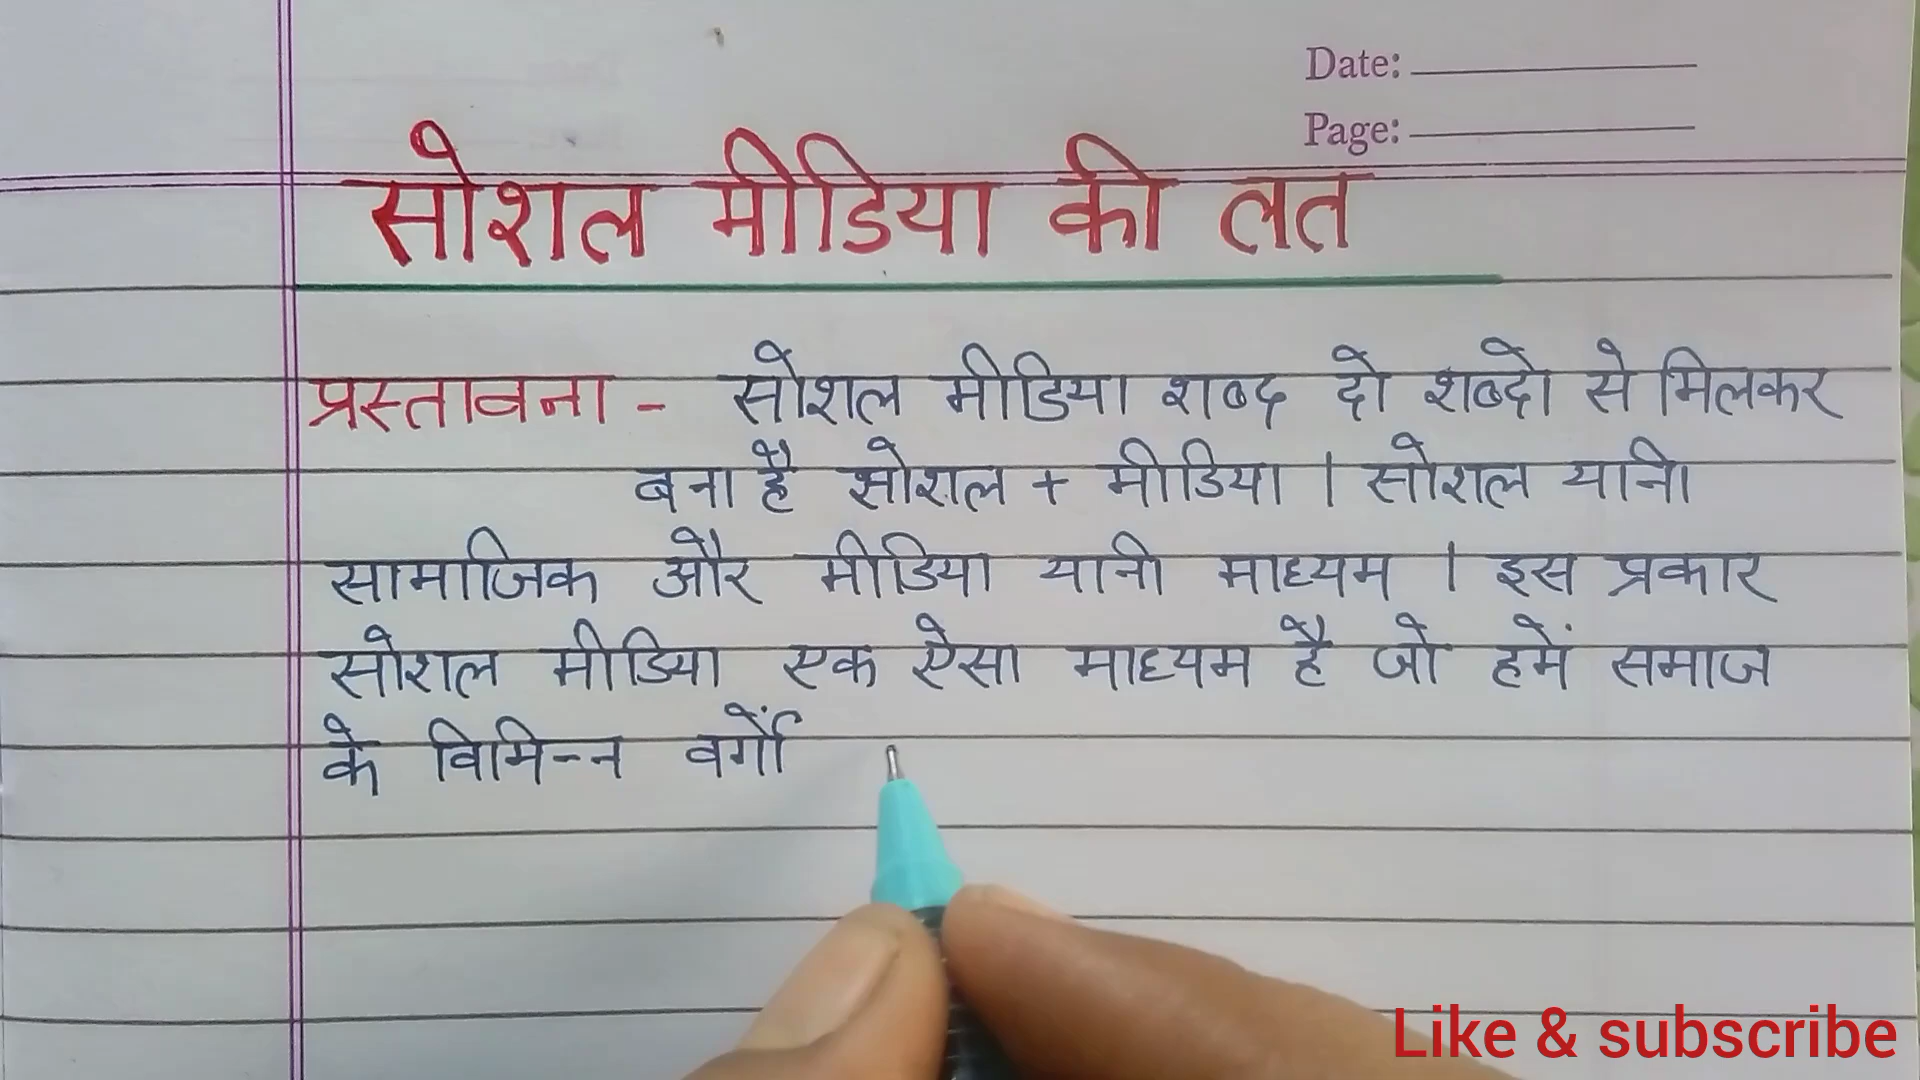 Date:
Page:
सोशल मीडिया की लत
प्रस्तावना - सोशल मीडिया शब्द दो शब्दो से मिलकर
बना है सोशल + मीडिया । सोशल यानि
सामाजिक और मीडिया यानी माध्यम । इस प्रकार
सोशल मीडिया एक ऐसा माध्यम है जो हमें समाज
के विभिन्न वर्गों
Like & subscribe